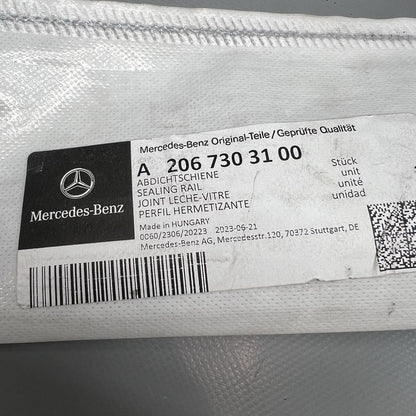 Mercedes-Benz Original-Teile/Geprüfte Qualität
A 206 730 31 00
ABDICHTSCHIENE
SEALING RAIL
JOINT LECHE-VITRE
PERFIL HERMETIZANTE
Stück
unit
unité
unidad
Made in HUNGARY
0060/2306/20223 2023-06-21
Mercedes-Benz AG, Mercedesstr.120, 70372 Stuttgart, DE
Mercedes-Benz